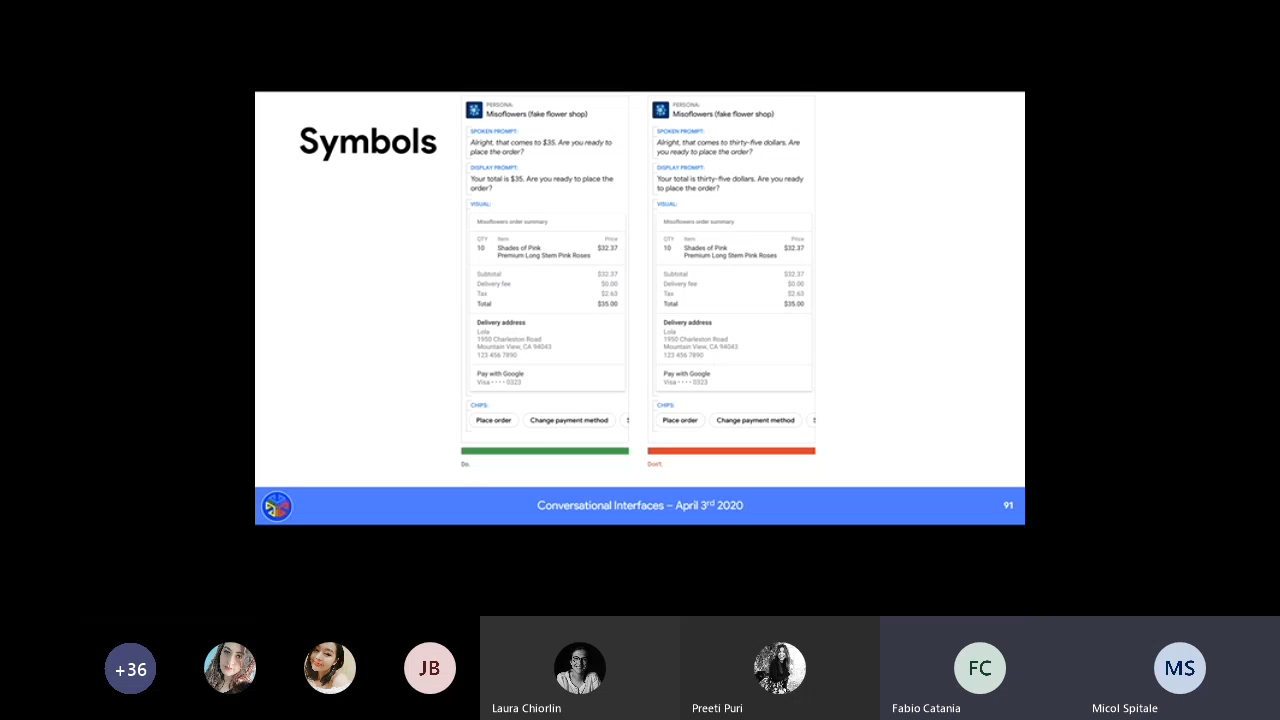 Symbols
PERSONA:
Misoflowers (fake flower shop)
SPOKEN PROMPT:
Alright, that comes to $35. Are you ready to
place the order?
DISPLAY PROMPT:
Your total is $35. Are you ready to place the
order?
VISUAL:
Misoflowers order summary
QTY Item Price
10 Shades of Pink $32.37
Premium Long Stem Pink Roses
Subtotal $32.37
Delivery fee $0.00
Tax $2.63
Total $35.00
Delivery address
Lola
1950 Charleston Road
Mountain View, CA 94043
123 456 7890
Pay with Google
Visa • • • • 0323
CHIPS:
Place order Change payment method
Do.
PERSONA:
Misoflowers (fake flower shop)
SPOKEN PROMPT:
Alright, that comes to thirty-five dollars. Are
you ready to place the order?
DISPLAY PROMPT:
Your total is thirty-five dollars. Are you ready
to place the order?
VISUAL:
Misoflowers order summary
QTY Item Price
10 Shades of Pink $32.37
Premium Long Stem Pink Roses
Subtotal $32.37
Delivery fee $0.00
Tax $2.63
Total $35.00
Delivery address
Lola
1950 Charleston Road
Mountain View, CA 94043
123 456 7890
Pay with Google
Visa • • • • 0323
CHIPS:
Place order Change payment method
Don't.
Conversational Interfaces – April 3rd 2020 91
+36 JB FC MS
Laura Chiorlin Preeti Puri Fabio Catania Micol Spitale